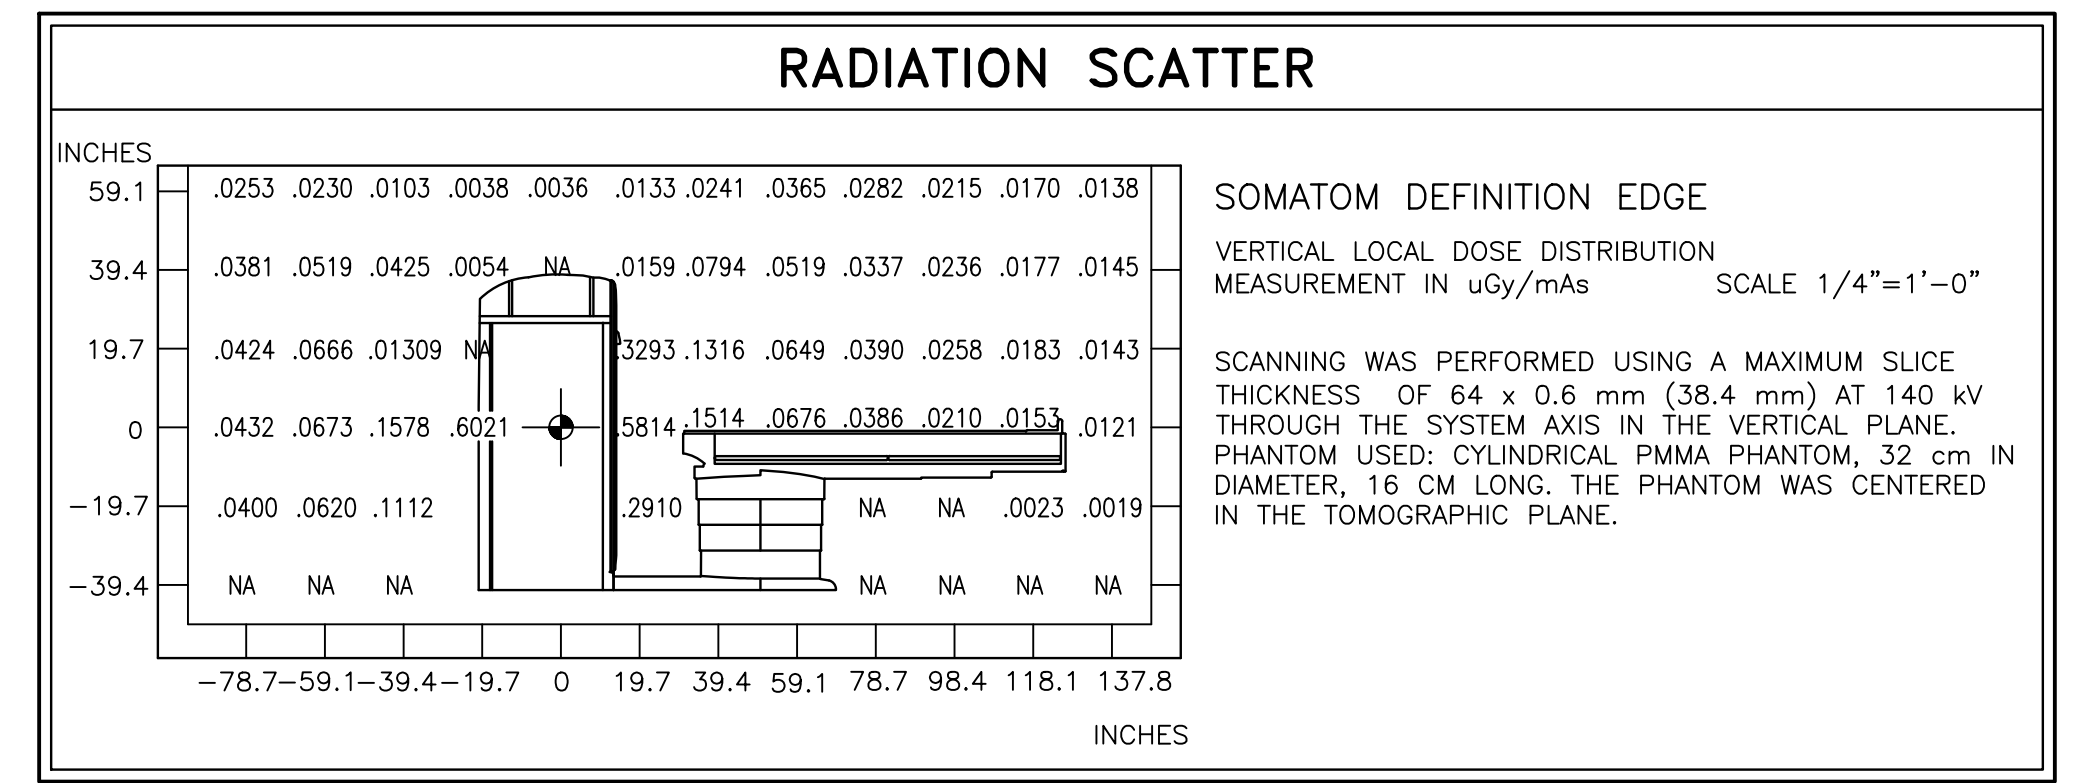 RADIATION SCATTER
INCHES
59.1 .0253 .0230 .0103 .0038 .0036 .0133 .0241 .0365 .0282 .0215 .0170 .0138
39.4 .0381 .0519 .0425 .0054 NA .0159 .0794 .0519 .0337 .0236 .0177 .0145
19.7 .0424 .0666 .01309 NA .3293 .1316 .0649 .0390 .0258 .0183 .0143
0 .0432 .0673 .1578 .6021 .5814 .1514 .0676 .0386 .0210 .0153 .0121
-19.7 .0400 .0620 .1112 .2910 NA NA .0023 .0019
-39.4 NA NA NA NA NA NA NA
-78.7 -59.1 -39.4 -19.7 0 19.7 39.4 59.1 78.7 98.4 118.1 137.8
INCHES
SOMATOM DEFINITION EDGE
VERTICAL LOCAL DOSE DISTRIBUTION
MEASUREMENT IN uGy/mAs SCALE 1/4"=1'-0"
SCANNING WAS PERFORMED USING A MAXIMUM SLICE
THICKNESS OF 64 x 0.6 mm (38.4 mm) AT 140 kV
THROUGH THE SYSTEM AXIS IN THE VERTICAL PLANE.
PHANTOM USED: CYLINDRICAL PMMA PHANTOM, 32 cm IN
DIAMETER, 16 CM LONG. THE PHANTOM WAS CENTERED
IN THE TOMOGRAPHIC PLANE.